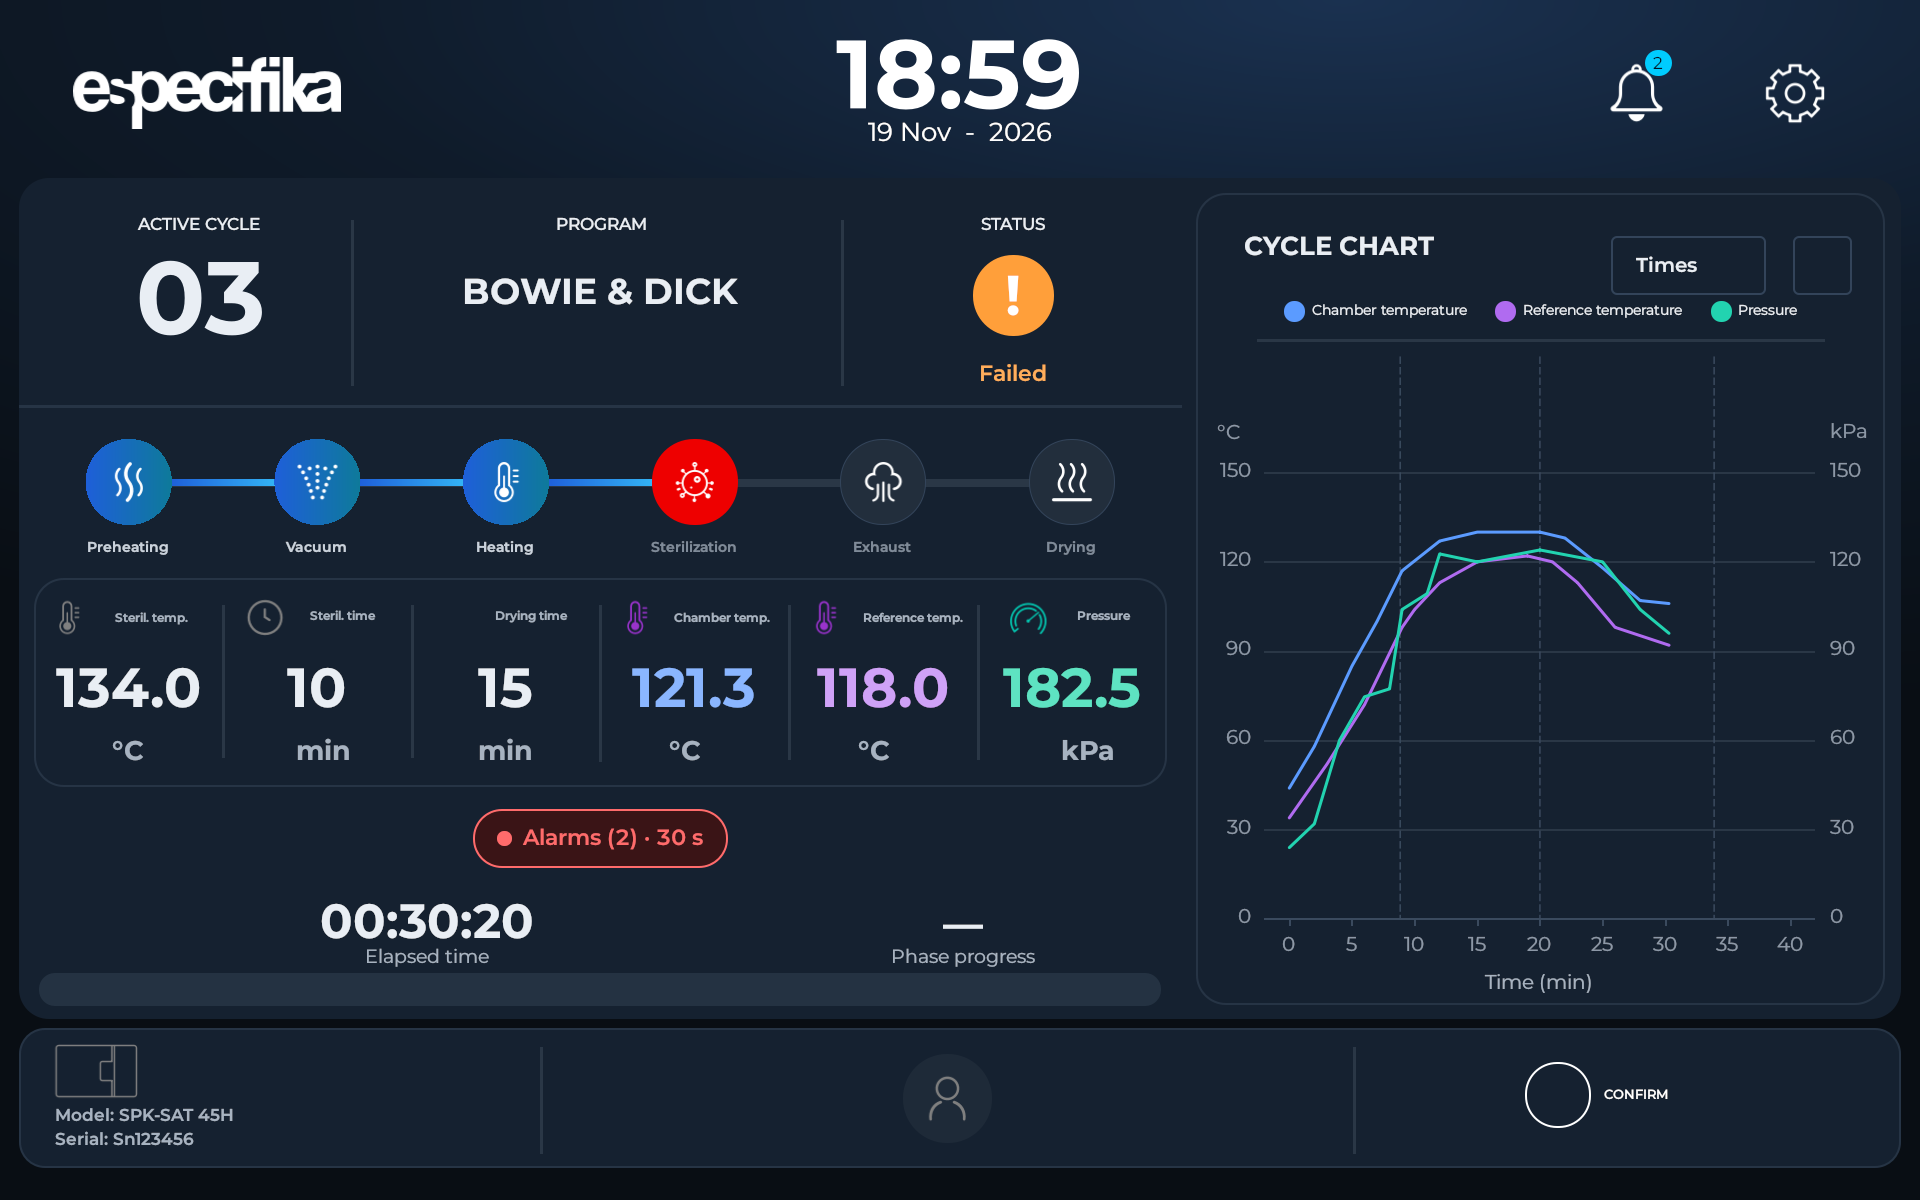 especifika
18:59
19 Nov - 2026
2
ACTIVE CYCLE
03
PROGRAM
BOWIE & DICK
STATUS
!
Failed
Preheating
Vacuum
Heating
Sterilization
Exhaust
Drying
Steril. temp.
134.0
°C
Steril. time
10
min
Drying time
15
min
Chamber temp.
121.3
°C
Reference temp.
118.0
°C
Pressure
182.5
kPa
Alarms (2) · 30 s
00:30:20
Elapsed time
—
Phase progress
CYCLE CHART
Times
Chamber temperature
Reference temperature
Pressure
°C
kPa
150
150
120
120
90
90
60
60
30
30
0
0
0 5 10 15 20 25 30 35 40
Time (min)
Model: SPK-SAT 45H
Serial: Sn123456
CONFIRM